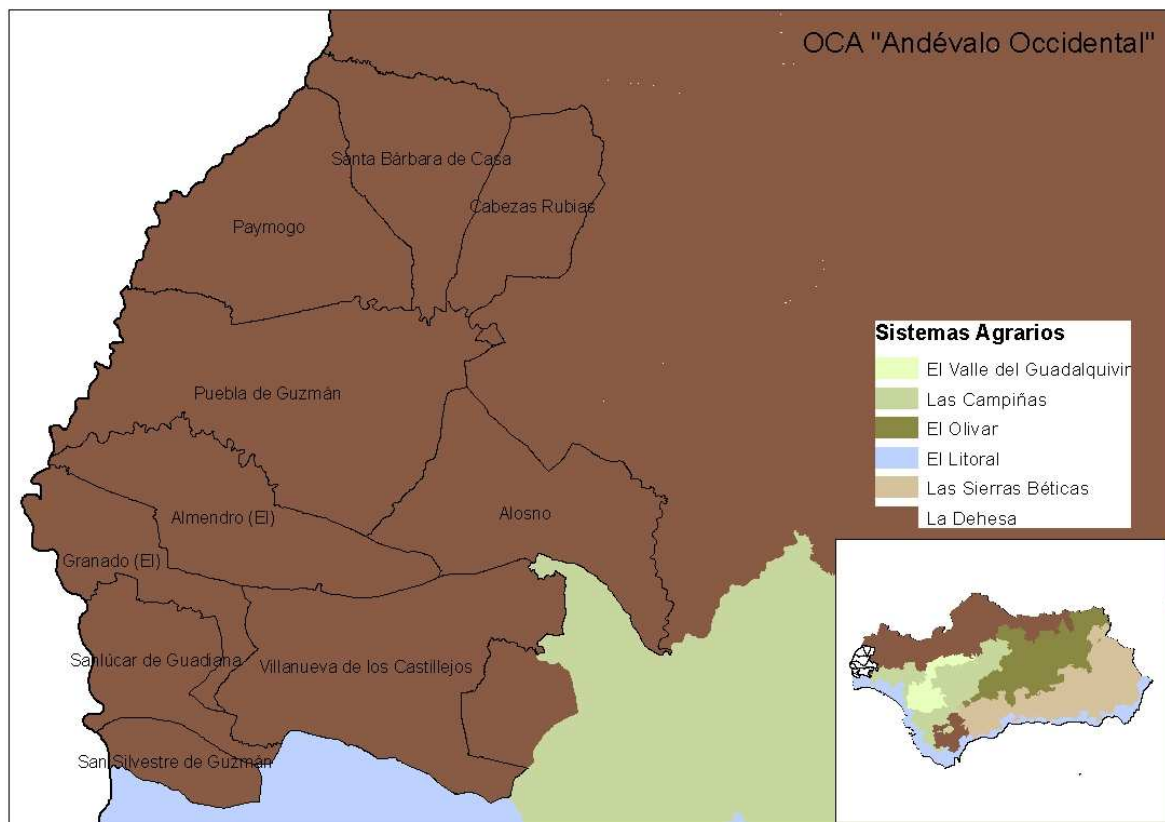 OCA "Andévalo Occidental"
Santa Bárbara de Casa
Cabezas Rubias
Paymogo
Puebla de Guzmán
Almendro (El)
Alosno
Granado (El)
Sanlúcar de Guadiana
Villanueva de los Castillejos
San Silvestre de Guzmán
Sistemas Agrarios
El Valle del Guadalquivir
Las Campiñas
El Olivar
El Litoral
Las Sierras Béticas
La Dehesa